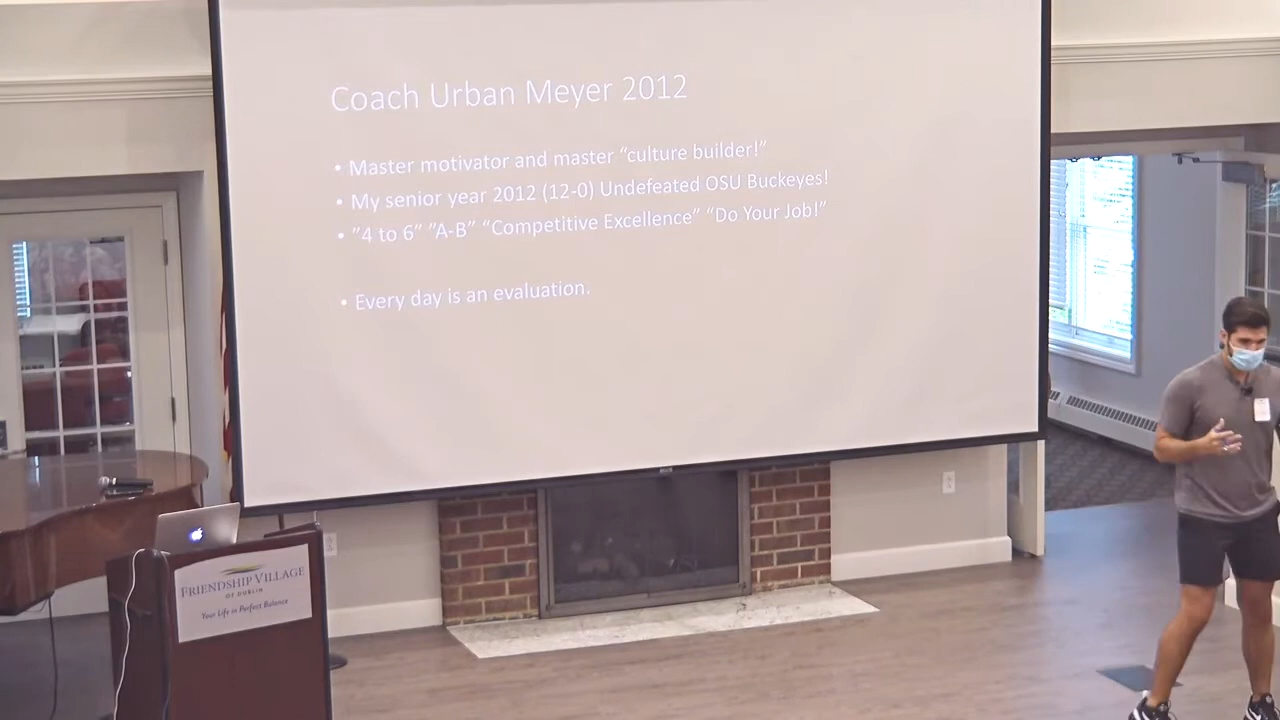 Coach Urban Meyer 2012
• Master motivator and master “culture builder!”
• My senior year 2012 (12-0) Undefeated OSU Buckeyes!
• ”4 to 6” ”A-B” “Competitive Excellence” “Do Your Job!”
• Every day is an evaluation.
FRIENDSHIP VILLAGE
OF DUBLIN
Your Life in Perfect Balance